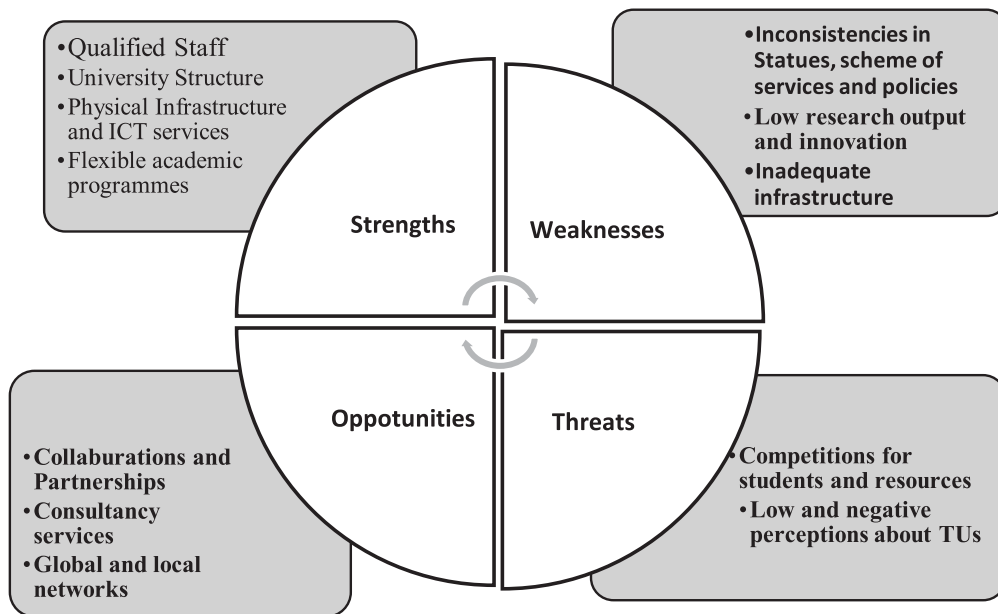 •Qualified Staff
•University Structure
•Physical Infrastructure
and ICT services
•Flexible academic
programmes
•Inconsistencies in
Statues, scheme of
services and policies
•Low research output
and innovation
•Inadequate
infrastructure
Strengths
Weaknesses
Oppotunities
Threats
•Collaburations and
Partnerships
•Consultancy
services
•Global and local
networks
•Competitions for
students and resources
•Low and negative
perceptions about TUs